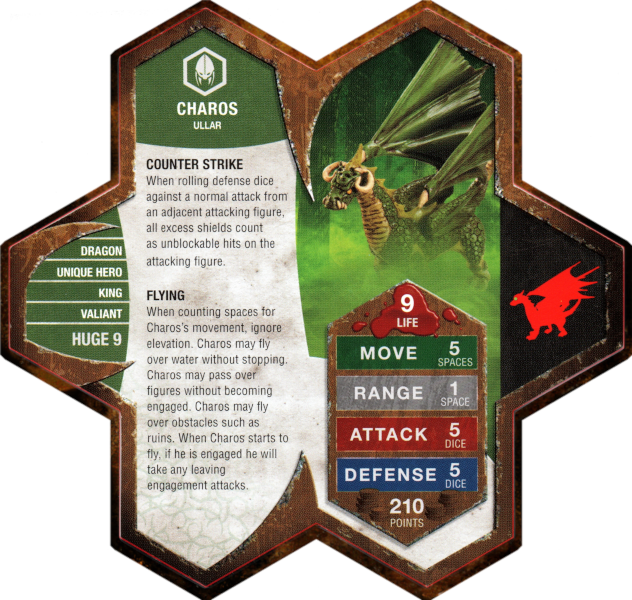 CHAROS
ULLAR
COUNTER STRIKE
When rolling defense dice
against a normal attack from
an adjacent attacking figure,
all excess shields count
as unblockable hits on the
attacking figure.
FLYING
When counting spaces for
Charos's movement, ignore
elevation. Charos may fly
over water without stopping.
Charos may pass over
figures without becoming
engaged. Charos may fly
over obstacles such as
ruins. When Charos starts to
fly, if he is engaged he will
take any leaving
engagement attacks.
DRAGON
UNIQUE HERO
KING
VALIANT
HUGE 9
9
LIFE
MOVE 5
SPACES
RANGE 1
SPACE
ATTACK 5
DICE
DEFENSE 5
DICE
210
POINTS